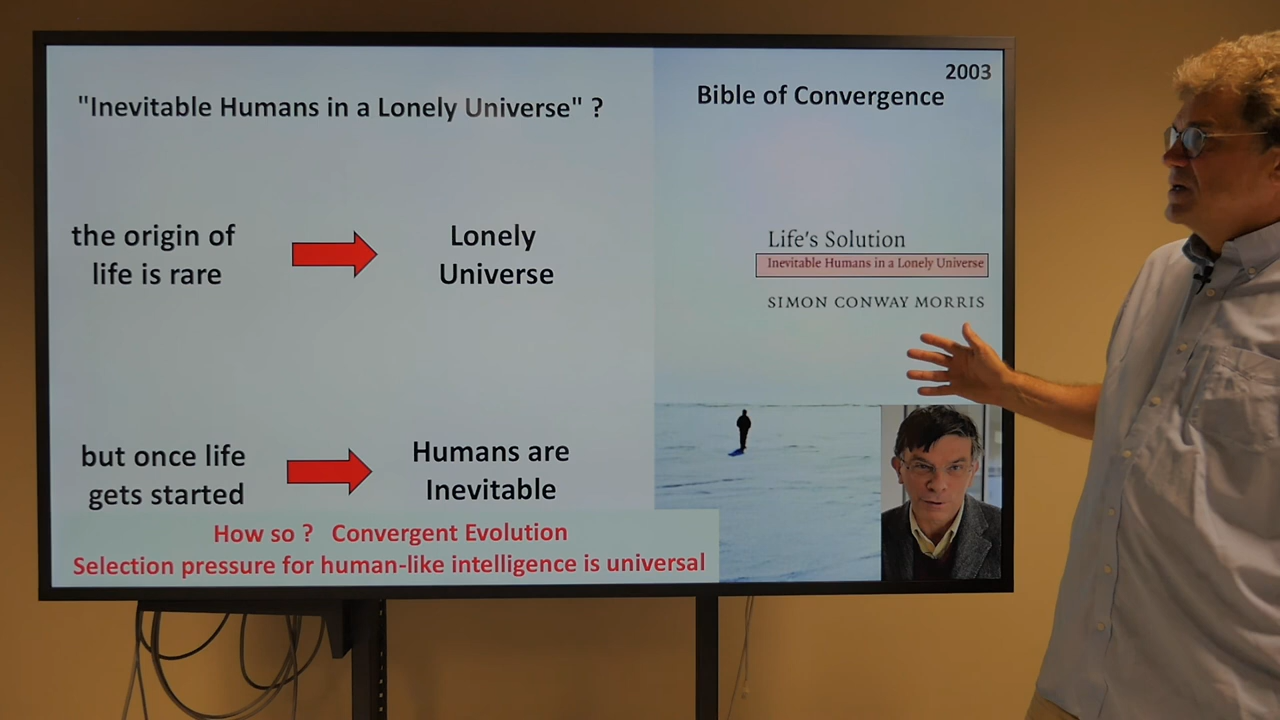 "Inevitable Humans in a Lonely Universe" ?
the origin of
life is rare
Lonely
Universe
but once life
gets started
Humans are
Inevitable
How so ? Convergent Evolution
Selection pressure for human-like intelligence is universal
2003
Bible of Convergence
Life's Solution
Inevitable Humans in a Lonely Universe
SIMON CONWAY MORRIS